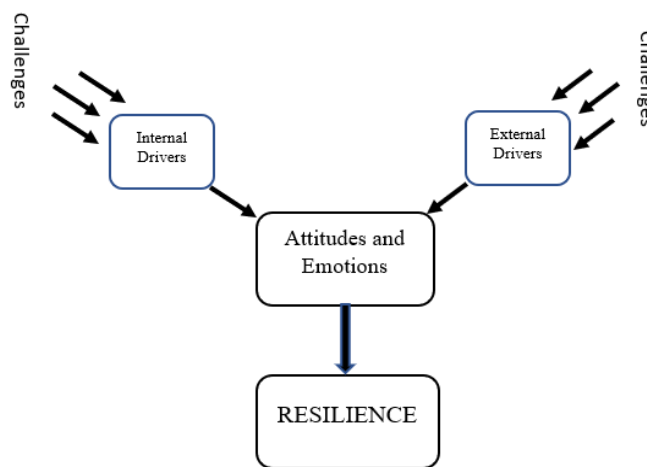 Challenges
Challenges
Internal
Drivers
External
Drivers
Attitudes and
Emotions
RESILIENCE